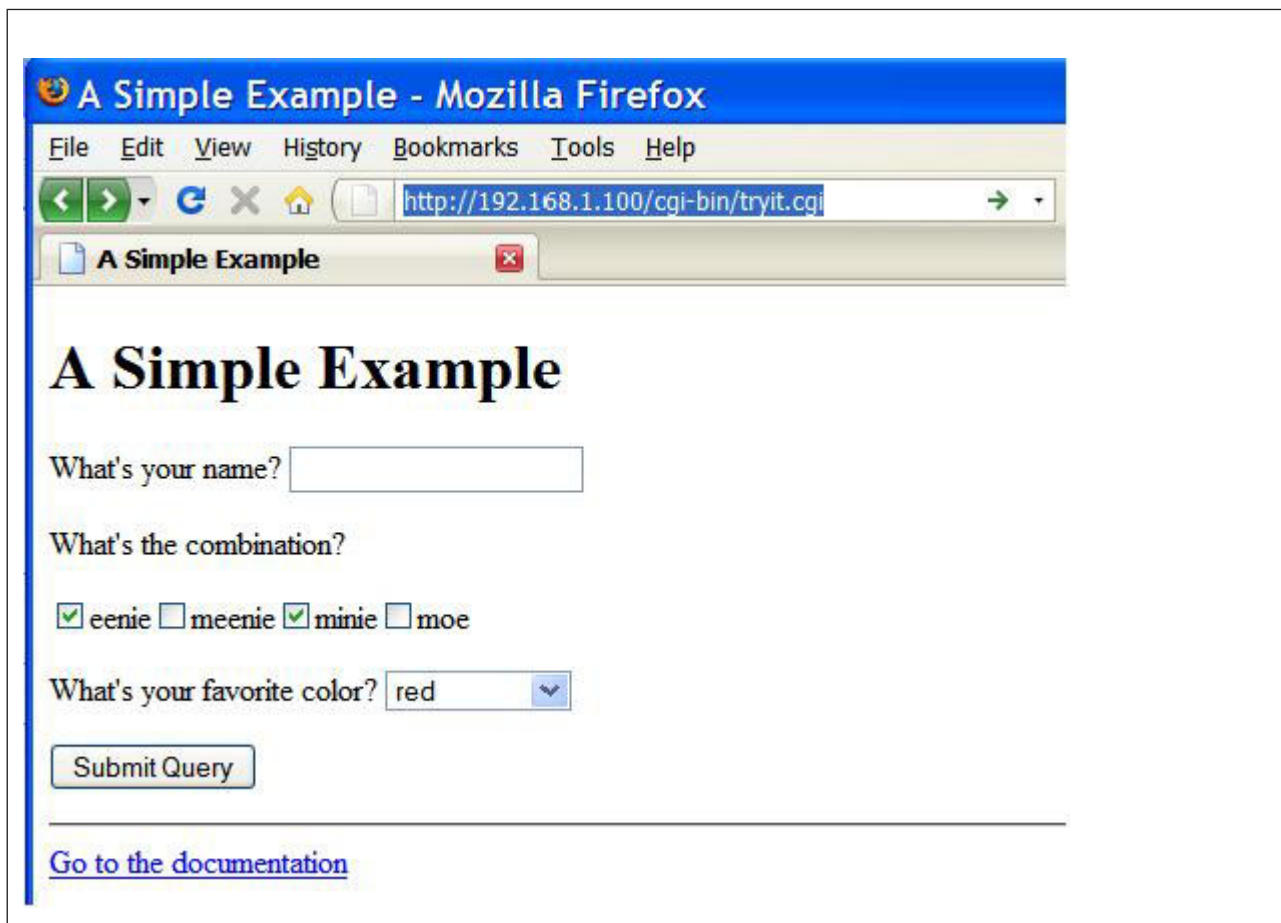 A Simple Example - Mozilla Firefox
File Edit View History Bookmarks Tools Help
http://192.168.1.100/cgi-bin/tryit.cgi
A Simple Example
A Simple Example
What's your name?
What's the combination?
eenie meenie minie moe
What's your favorite color? red
Submit Query
Go to the documentation